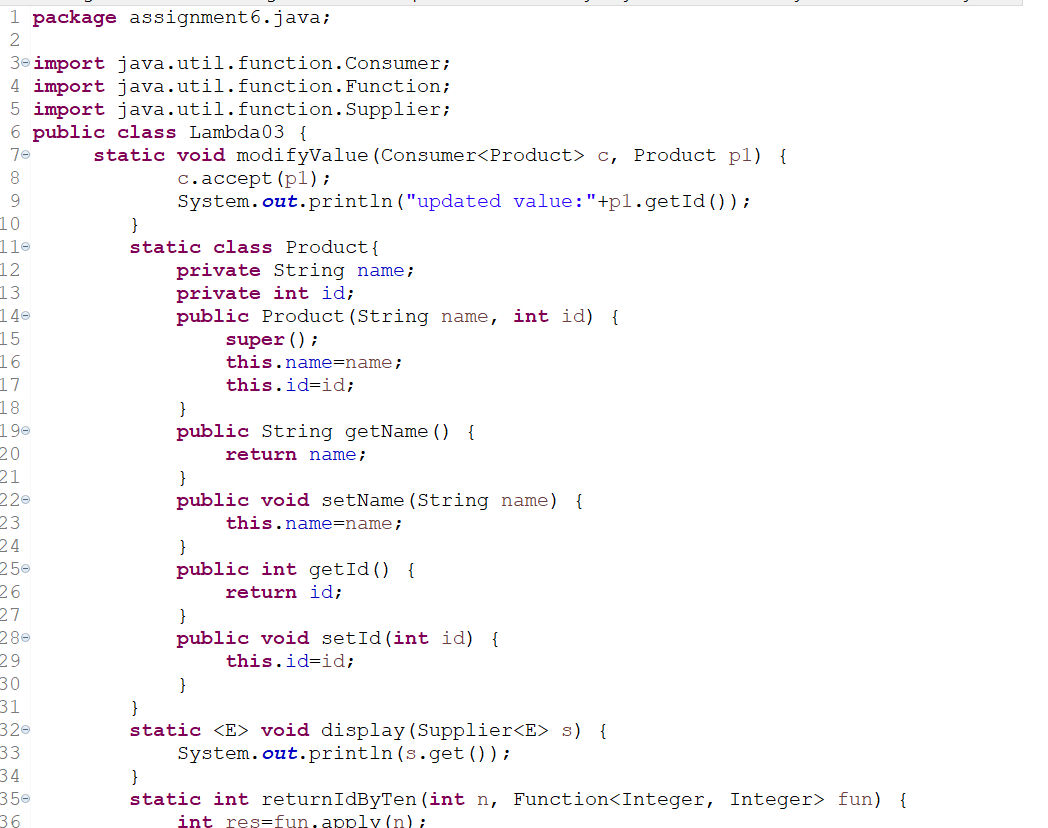 1 package assignment6.java;
2
3 import java.util.function.Consumer;
4 import java.util.function.Function;
5 import java.util.function.Supplier;
6 public class Lambda03 {
7 static void modifyValue(Consumer<Product> c, Product p1) {
8 c.accept(p1);
9 System.out.println("updated value:"+p1.getId());
10 }
11 static class Product{
12 private String name;
13 private int id;
14 public Product(String name, int id) {
15 super();
16 this.name=name;
17 this.id=id;
18 }
19 public String getName() {
20 return name;
21 }
22 public void setName(String name) {
23 this.name=name;
24 }
25 public int getId() {
26 return id;
27 }
28 public void setId(int id) {
29 this.id=id;
30 }
31 }
32 static <E> void display(Supplier<E> s) {
33 System.out.println(s.get());
34 }
35 static int returnIdByTen(int n, Function<Integer, Integer> fun) {
36 int res=fun.apply(n);